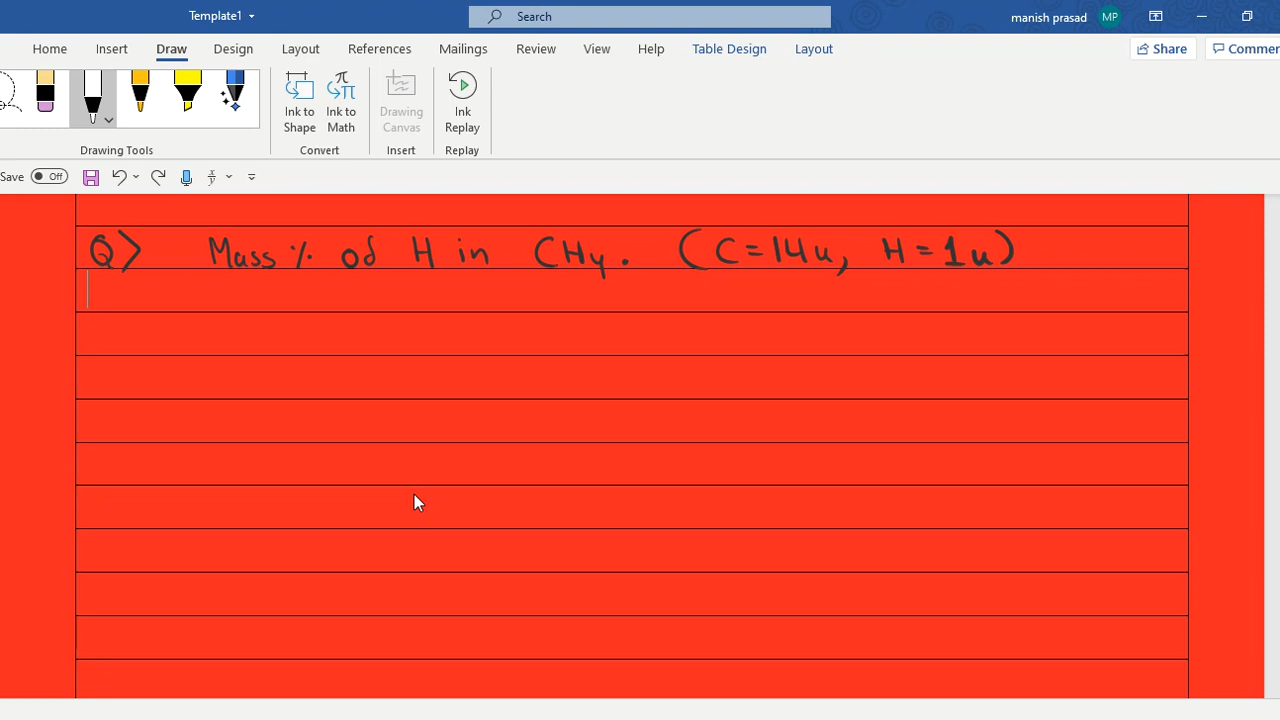 Template1
Search
manish prasad MP
Home Insert Draw Design Layout References Mailings Review View Help Table Design Layout Share Commer
Ink to Shape
Ink to Math
Drawing Canvas
Ink Replay
Drawing Tools Convert Insert Replay
Save Off
Q> Mass % od H in CH4. (C=14u, H=1u)